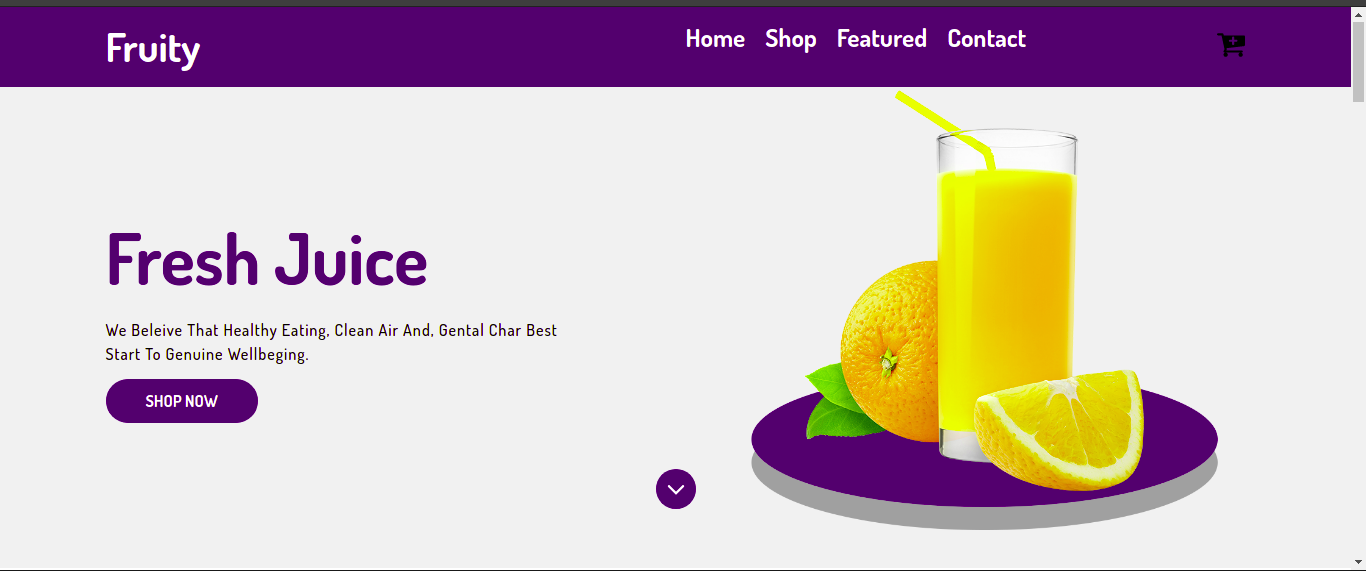 Fruity
Home Shop Featured Contact
Fresh Juice
We Beleive That Healthy Eating, Clean Air And, Gental Char Best
Start To Genuine Wellbeging.
SHOP NOW